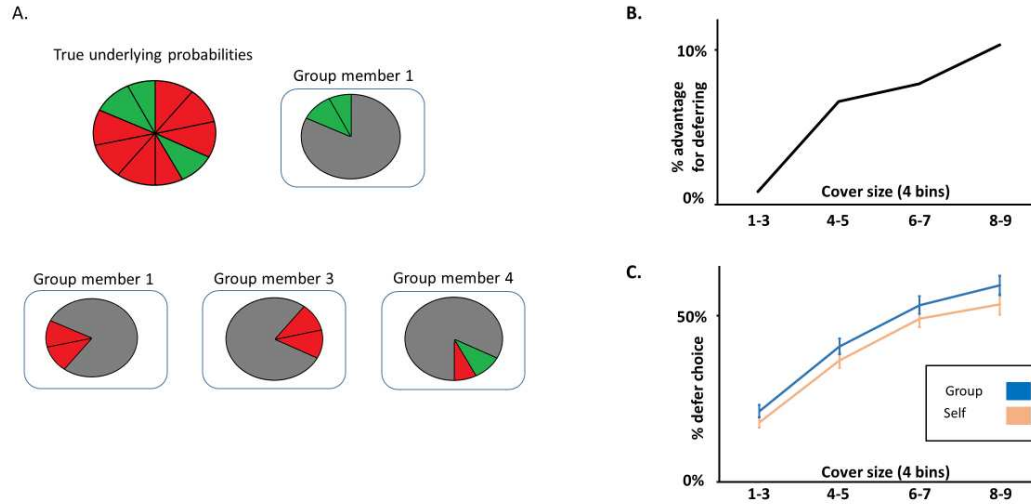 A.
True underlying probabilities
Group member 1
Group member 1
Group member 3
Group member 4
B.
% advantage
for deferring
10%
0%
Cover size (4 bins)
1-3
4-5
6-7
8-9
C.
% defer choice
50%
0%
Group
Self
Cover size (4 bins)
1-3
4-5
6-7
8-9